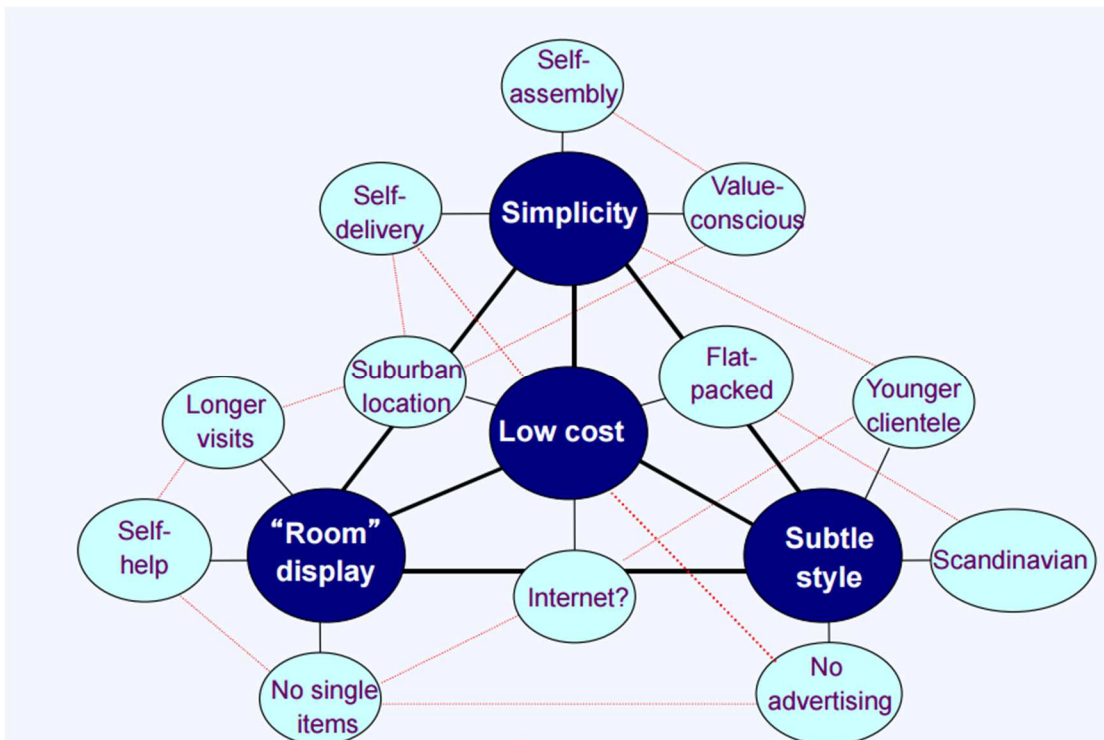 Self-
assembly
Self-
delivery
Simplicity
Value-
conscious
Suburban
location
Flat-
packed
Longer
visits
Low cost
Younger
clientele
Self-
help
“Room”
display
Internet?
Subtle
style
Scandinavian
No single
items
No
advertising